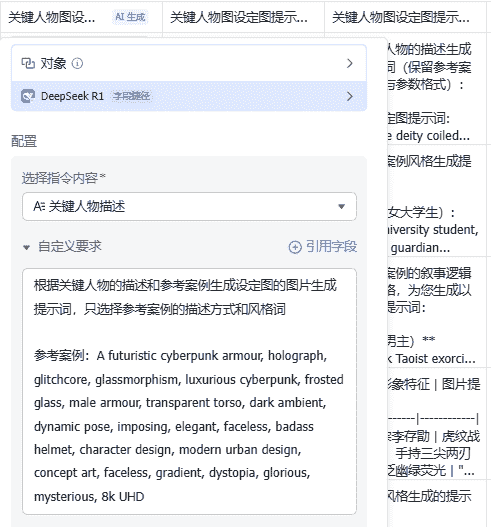 关键人物图设... AI 生成
关键人物图设定图提示...
关键人物图设定图提示词...
对象
DeepSeek R1 字段捷径
配置
选择指令内容*
A 关键人物描述
自定义要求
引用字段
根据关键人物的描述和参考案例生成设定图的图片生成
提示词，只选择参考案例的描述方式和风格词
参考案例：A futuristic cyberpunk armour, holograph,
glitchcore, glassmorphism, luxurious cyberpunk, frosted
glass, male armour, transparent torso, dark ambient,
dynamic pose, imposing, elegant, faceless, badass
helmet, character design, modern urban design,
concept art, faceless, gradient, dystopia, glorious,
mysterious, 8k UHD
人物的描述生成
词（保留参考案
与参数格式）：
定图提示词：
e deity coiled...
案例风格生成提
女大学生）：
niversity student,
guardian...
案例的叙事逻辑
格，为您生成以
提示词：
男主）**
k Taoist exorci...
形象特征 | 图片提
------|------------|
李存勖 | 虎纹战
手持三尖两刃
幽绿荧光 | "...
风格生成的提示